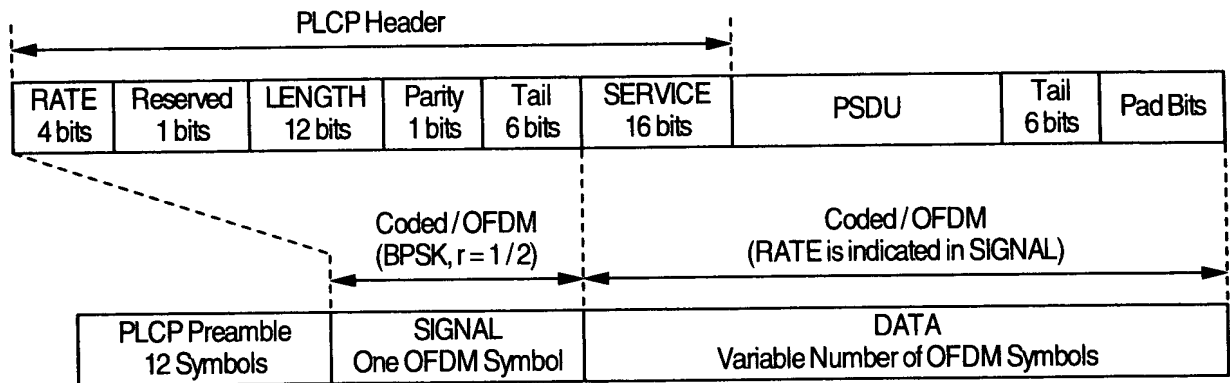 PLCP Header
RATE
4 bits
Reserved
1 bits
LENGTH
12 bits
Parity
1 bits
Tail
6 bits
SERVICE
16 bits
PSDU
Tail
6 bits
Pad Bits
Coded / OFDM
(BPSK, r = 1 / 2)
Coded / OFDM
(RATE is indicated in SIGNAL)
PLCP Preamble
12 Symbols
SIGNAL
One OFDM Symbol
DATA
Variable Number of OFDM Symbols